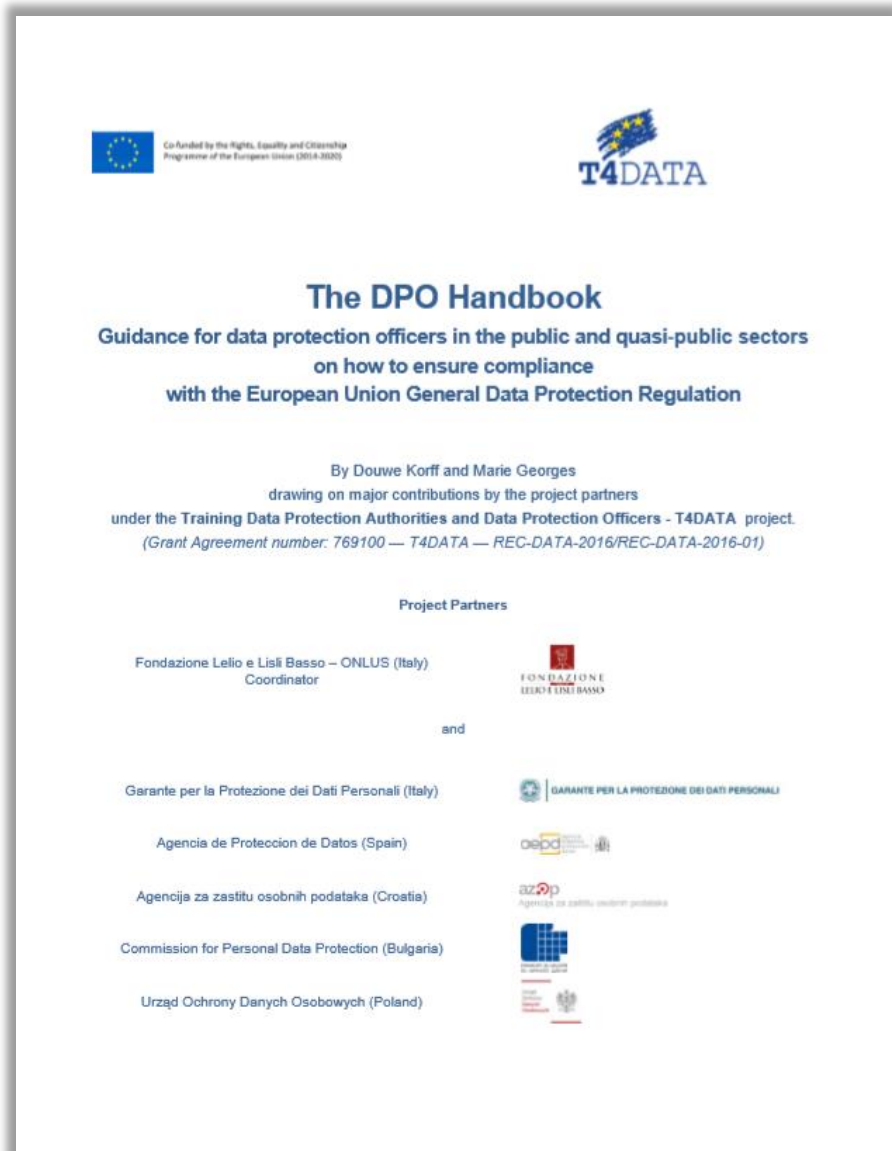 Co-funded by the Rights, Equality and Citizenship
Programme of the European Union (2014-2020)
T4DATA
The DPO Handbook
Guidance for data protection officers in the public and quasi-public sectors
on how to ensure compliance
with the European Union General Data Protection Regulation
By Douwe Korff and Marie Georges
drawing on major contributions by the project partners
under the Training Data Protection Authorities and Data Protection Officers - T4DATA project.
(Grant Agreement number: 769100 — T4DATA — REC-DATA-2016/REC-DATA-2016-01)
Project Partners
Fondazione Lelio e Lisli Basso – ONLUS (Italy)
Coordinator
FONDAZIONE
LELIO E LISLI BASSO
and
Garante per la Protezione dei Dati Personali (Italy)
GARANTE PER LA PROTEZIONE DEI DATI PERSONALI
Agencia de Proteccion de Datos (Spain)
aepd
Agencija za zastitu osobnih podataka (Croatia)
azop
Agencija za zaštitu osobnih podataka
Commission for Personal Data Protection (Bulgaria)
Urząd Ochrony Danych Osobowych (Poland)